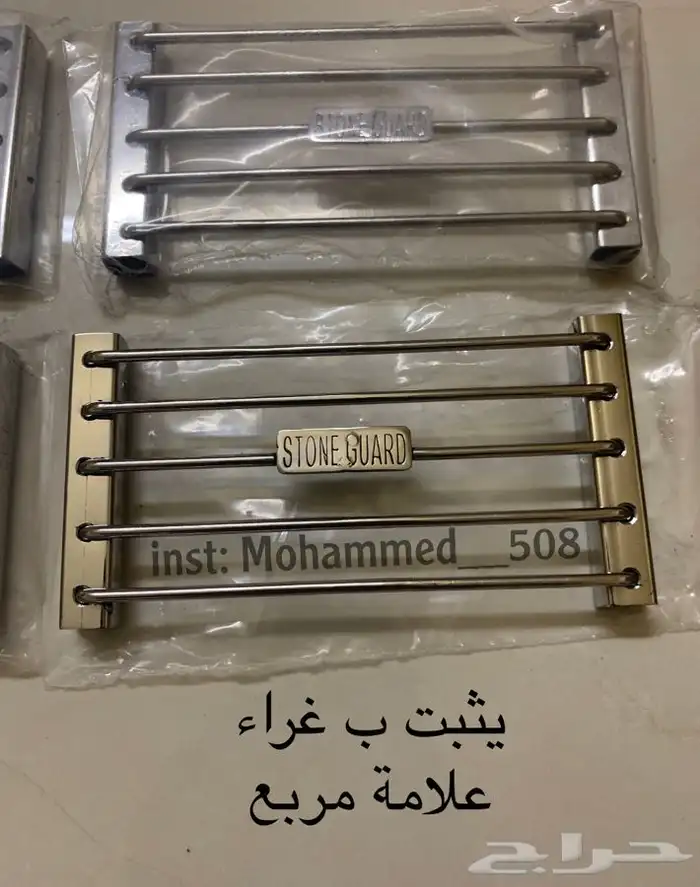 STONE GUARD
STONE GUARD
inst: Mohammed__508
يثبت ب غراء
علامة مربع
حراج